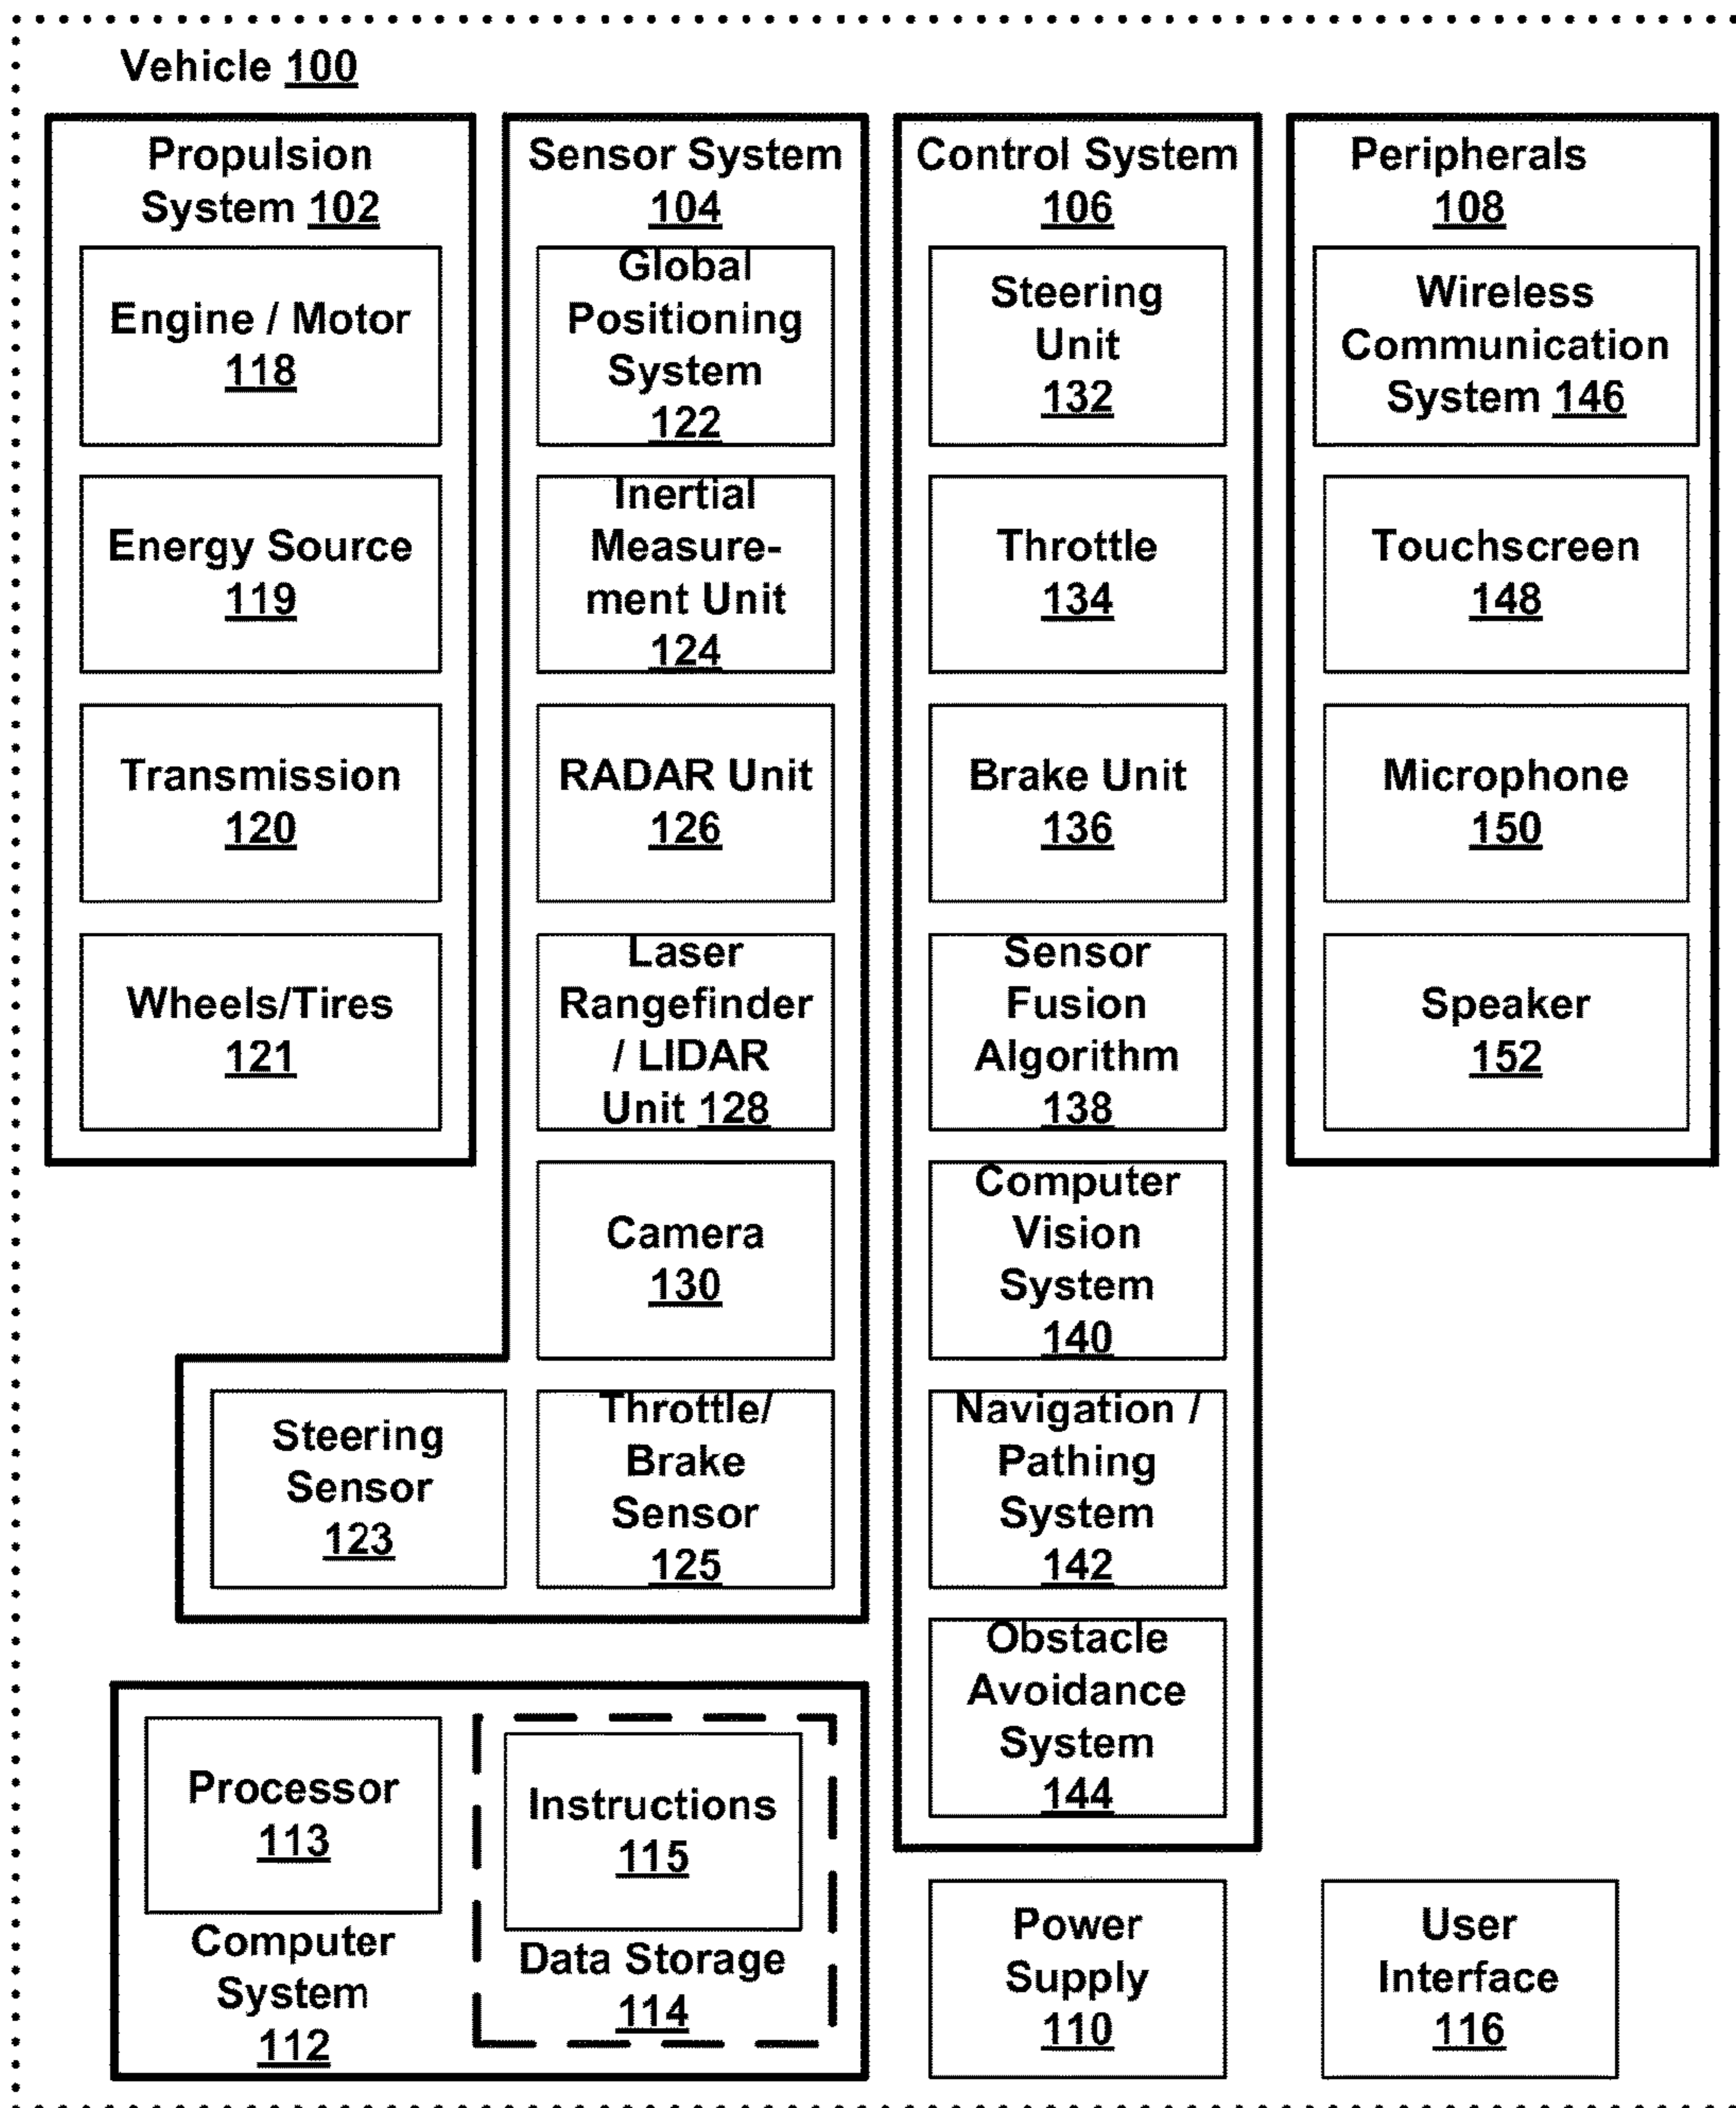 Vehicle 100
Propulsion
System 102
Engine / Motor
118
Energy Source
119
Transmission
120
Wheels/Tires
121
Sensor System
104
Global
Positioning
System
122
Inertial
Measure-
ment Unit
124
RADAR Unit
126
Laser
Rangefinder
/ LIDAR
Unit 128
Camera
130
Steering
Sensor
123
Throttle/
Brake
Sensor
125
Control System
106
Steering
Unit
132
Throttle
134
Brake Unit
136
Sensor
Fusion
Algorithm
138
Computer
Vision
System
140
Navigation /
Pathing
System
142
Obstacle
Avoidance
System
144
Peripherals
108
Wireless
Communication
System 146
Touchscreen
148
Microphone
150
Speaker
152
Processor
113
Computer
System
112
Instructions
115
Data Storage
114
Power
Supply
110
User
Interface
116